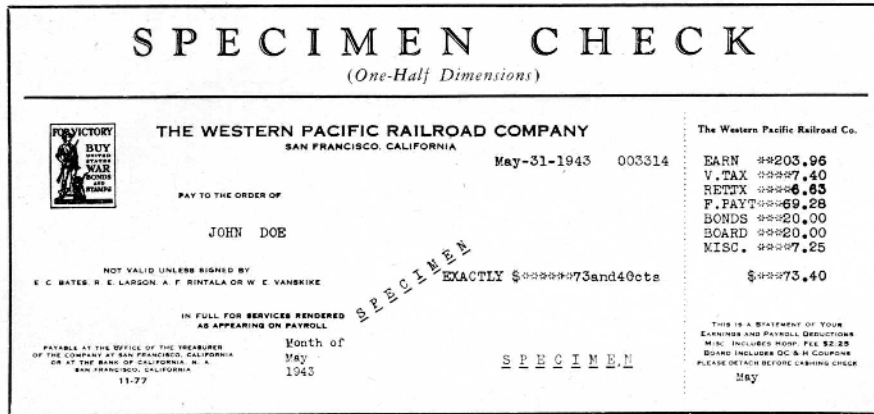 SPECIMEN CHECK
(One-Half Dimensions)
FOR VICTORY
BUY
UNITED
STATES
WAR
BONDS
AND
STAMPS
THE WESTERN PACIFIC RAILROAD COMPANY
SAN FRANCISCO, CALIFORNIA
May-31-1943 003314
PAY TO THE ORDER OF
JOHN DOE
NOT VALID UNLESS SIGNED BY
E. C. BATES, R. E. LARSON, A. F. RINTALA OR W. E. VANSKIKE
SPECIMEN
EXACTLY $******73and40cts
IN FULL FOR SERVICES RENDERED
AS APPEARING ON PAYROLL
PAYABLE AT THE OFFICE OF THE TREASURER
OF THE COMPANY AT SAN FRANCISCO, CALIFORNIA
OR AT THE BANK OF CALIFORNIA, N. A.
SAN FRANCISCO, CALIFORNIA
11-77
Month of
May
1943
SPECIMEN
The Western Pacific Railroad Co.
EARN **203.96
V.TAX ****7.40
RETTX ****6.63
F.PAYT***69.28
BONDS ***20.00
BOARD ***20.00
MISC. ****7.25
$***73.40
THIS IS A STATEMENT OF YOUR
EARNINGS AND PAYROLL DEDUCTIONS
MISC. INCLUDES HOSP. FEE $2.25
BOARD INCLUDES OC & H COUPONS
PLEASE DETACH BEFORE CASHING CHECK
May